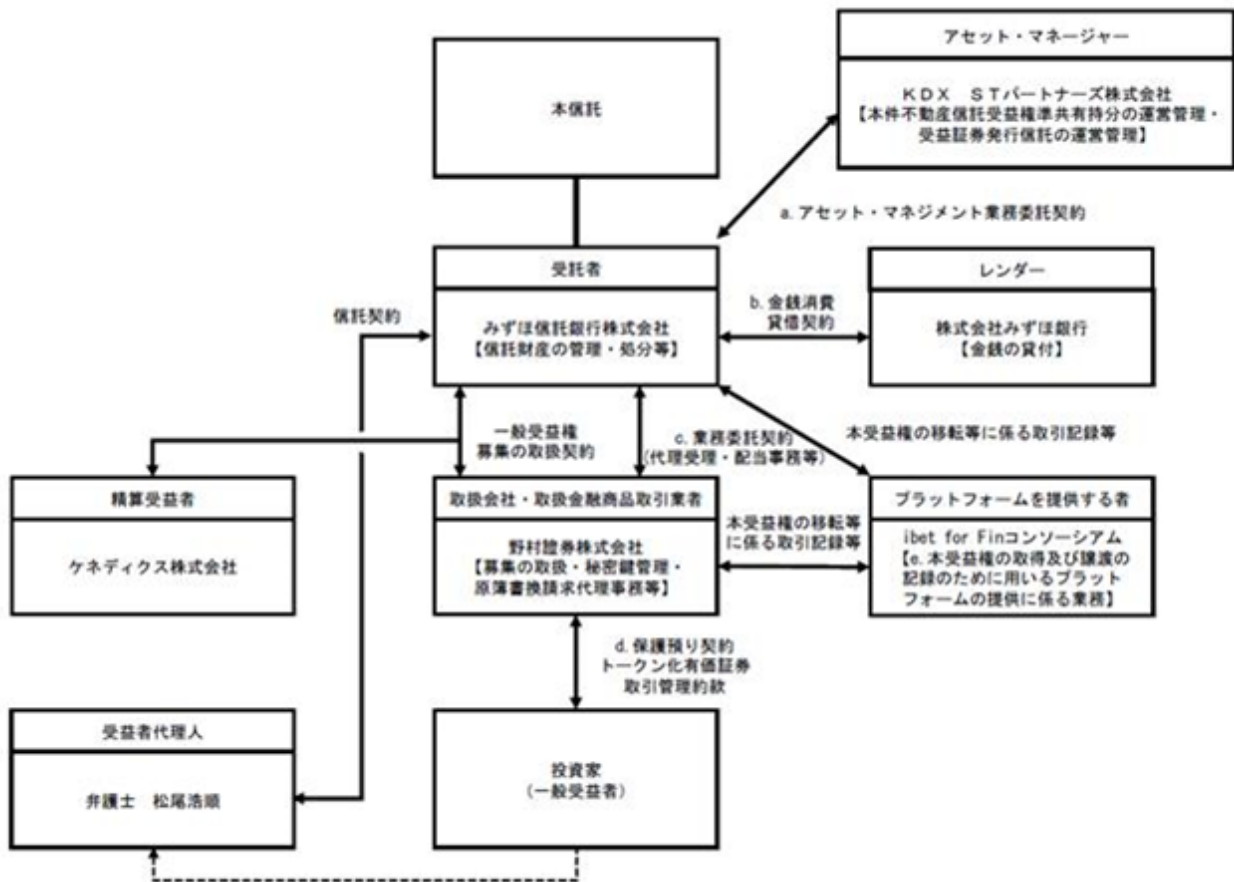 アセット・マネージャー
KDX STパートナーズ株式会社
【本件不動産信託受益権準共有持分の運営管理・
受益証券発行信託の運営管理】
本信託
a.アセット・マネジメント業務委託契約
受託者
みずほ信託銀行株式会社
【信託財産の管理・処分等】
信託契約
b.金銭消費
貸借契約
レンダー
株式会社みずほ銀行
【金銭の貸付】
一般受益権
募集の取扱契約
c.業務委託契約
(代理受理・配当事務等)
本受益権の移転等に係る取引記録等
精算受益者
ケネディクス株式会社
取扱会社・取扱金融商品取引業者
野村證券株式会社
【募集の取扱・秘密鍵管理・
原簿書換請求代理事務等】
本受益権の移転等
に係る取引記録等
プラットフォームを提供する者
ibet for Finコンソーシアム
【e.本受益権の取得及び譲渡の
記録のために用いるプラット
フォームの提供に係る業務】
d.保護預り契約
トークン化有価証券
取引管理約款
受益者代理人
弁護士 松尾浩順
投資家
(一般受益者)